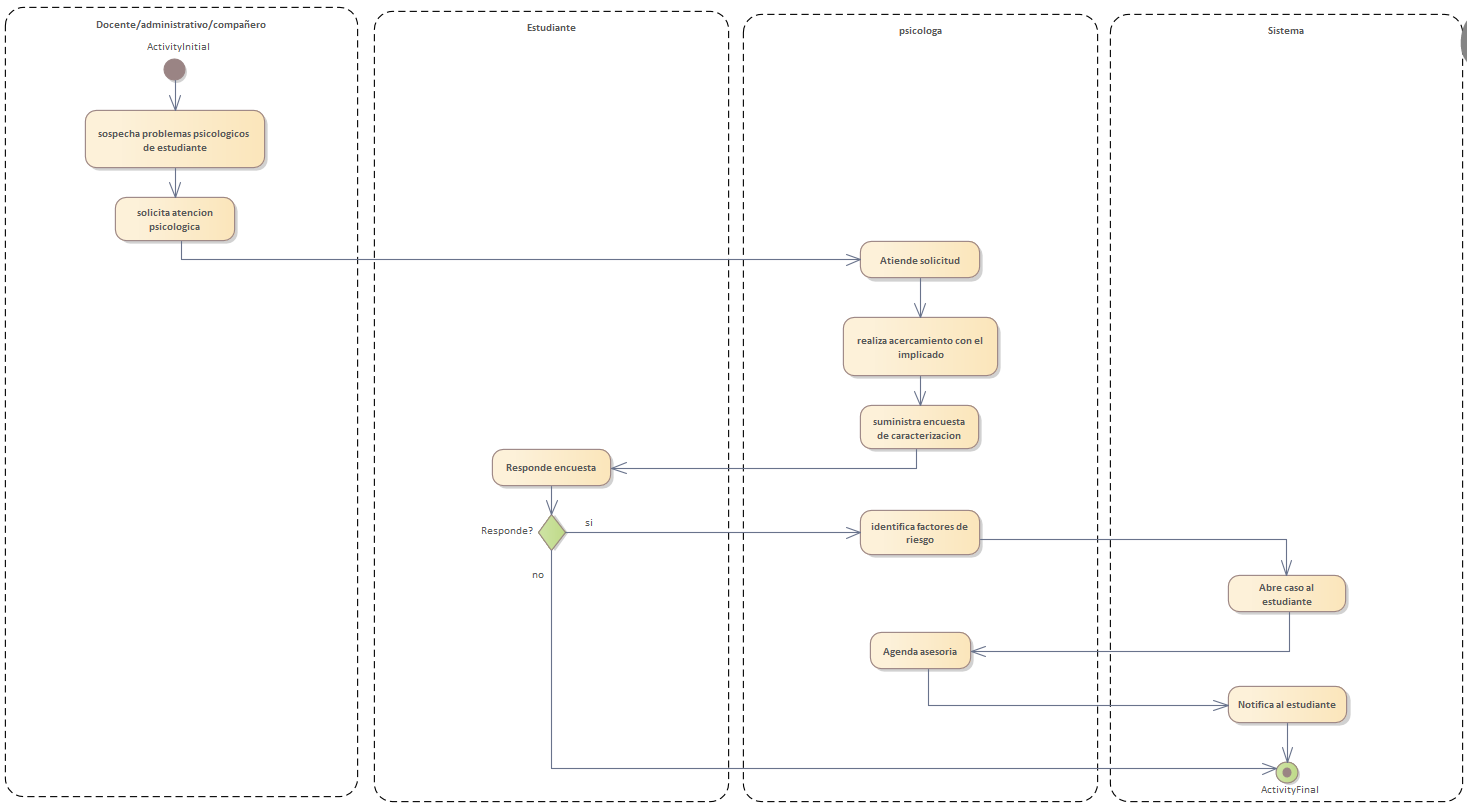 Docente/administrativo/compañero
ActivityInitial
sospecha problemas psicologicos
de estudiante
solicita atencion
psicologica
Estudiante
Responde encuesta
Responde?
si
no
psicologa
Atiende solicitud
realiza acercamiento con el
implicado
suministra encuesta
de caracterizacion
identifica factores de
riesgo
Agenda asesoria
Sistema
Abre caso al
estudiante
Notifica al estudiante
ActivityFinal